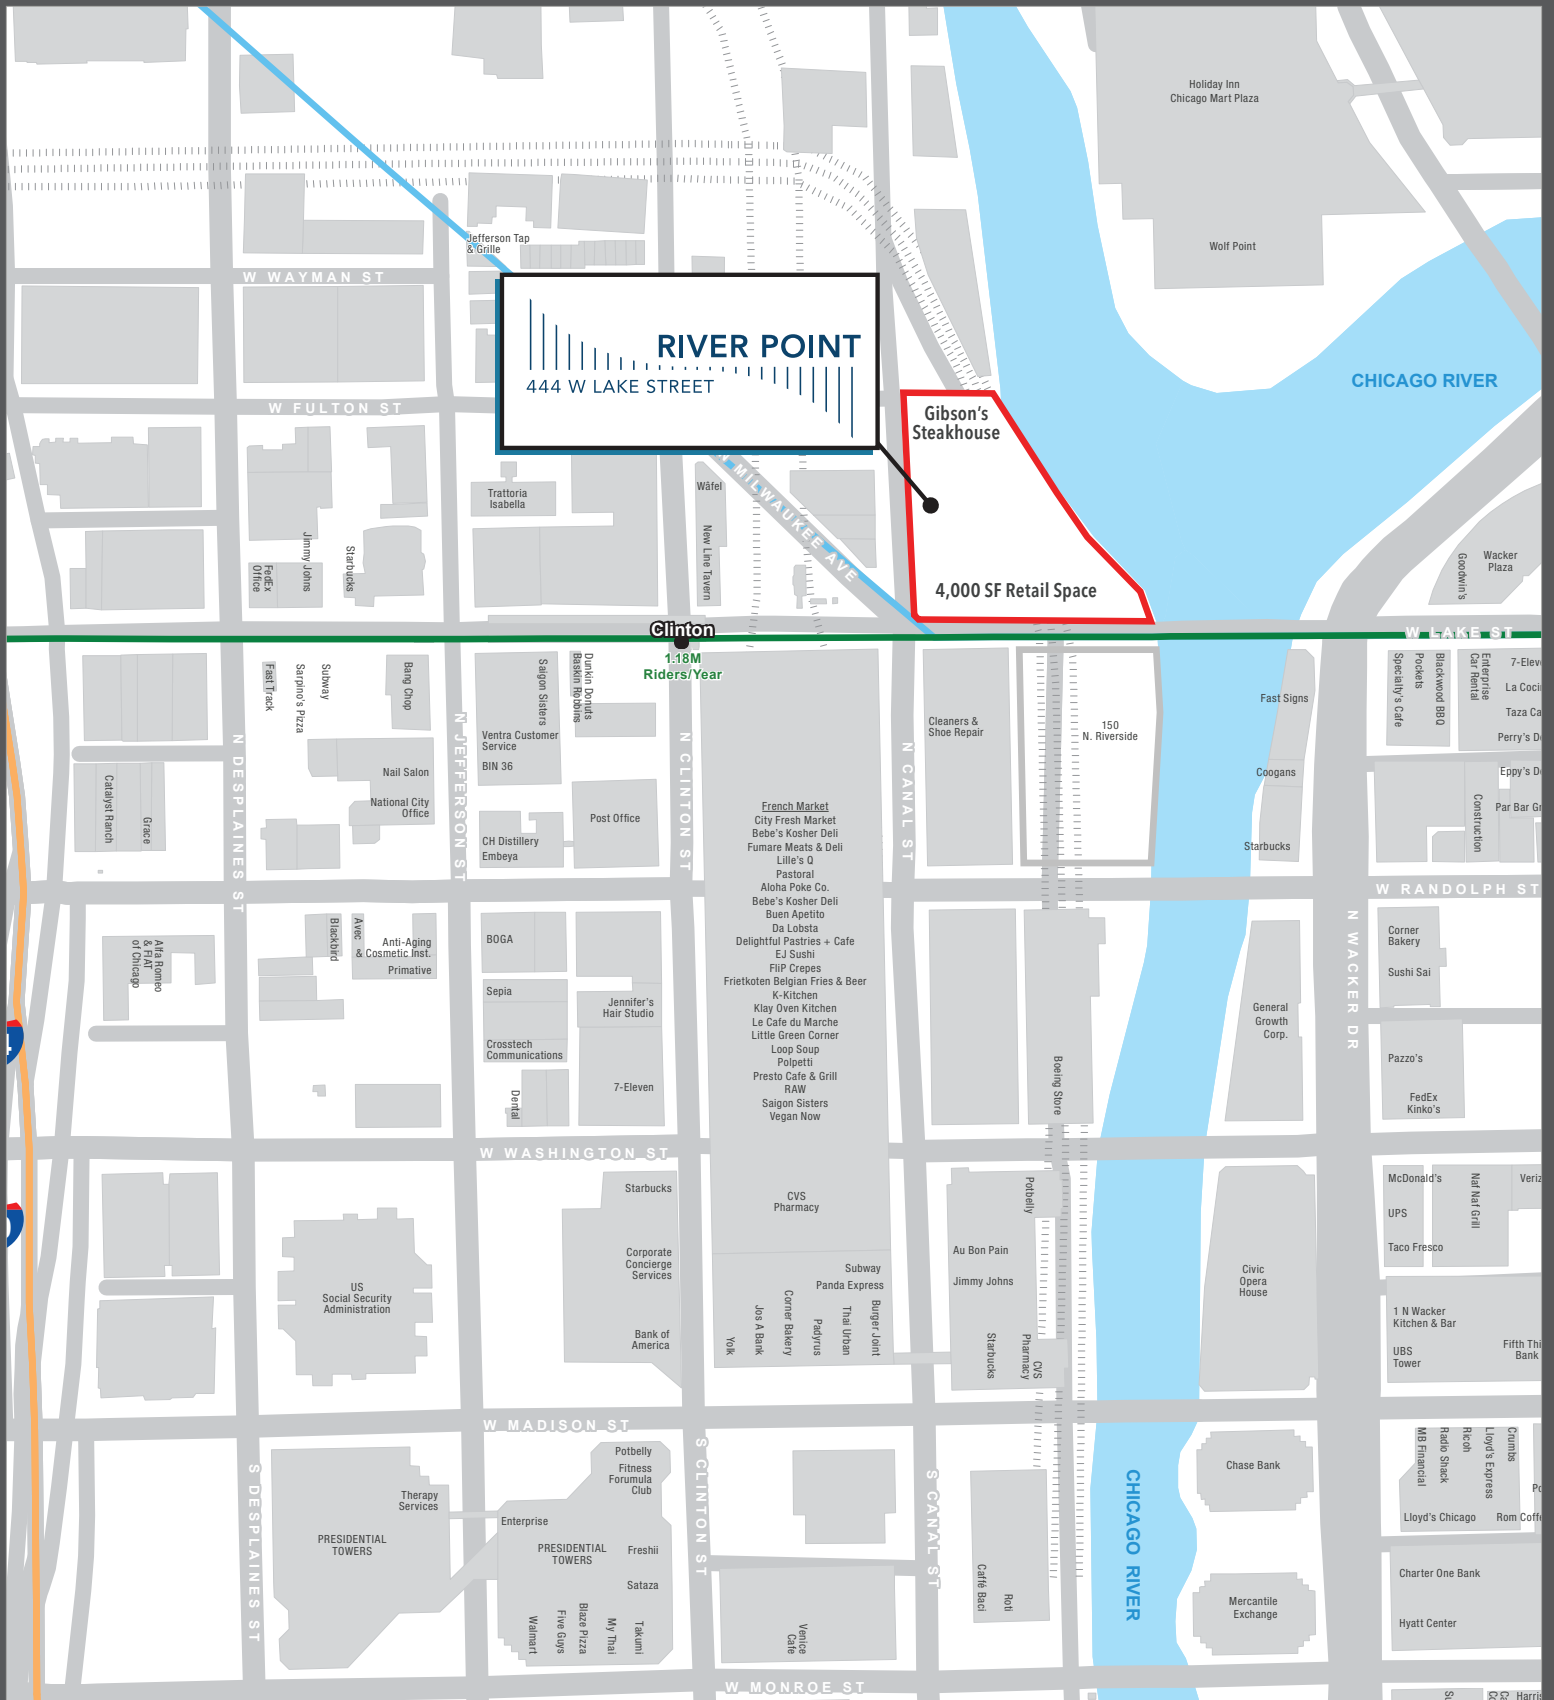 Holiday Inn
Chicago Mart Plaza
Wolf Point
Jefferson Tap
& Grille
W WAYMAN ST
RIVER POINT
444 W LAKE STREET
CHICAGO RIVER
W FULTON ST
Gibson's
Steakhouse
4,000 SF Retail Space
N MILWAUKEE AVE
Trattoria
Isabella
Wāfel
New Line Tavern
Jimmy Johns
FedEx
Office
Starbucks
Goodwin's
Wacker
Plaza
Clinton
1.18M
Riders/Year
W LAKE ST
Fast Track
Sarpino's Pizza
Subway
Bang Chop
Saigon Sisters
Dunkin Donuts
Baskin Robbins
Ventra Customer
Service
BIN 36
Cleaners &
Shoe Repair
150
N. Riverside
Fast Signs
Coogans
Starbucks
Specialty's Cafe
Pockets
Blackwood BBQ
Enterprise
Car Rental
7-Eleve
La Coci
Taza Ca
Perry's De
Eppy's De
Par Bar Gr
Construction
N DESPLAINES ST
N JEFFERSON ST
N CLINTON ST
N CANAL ST
Catalyst Ranch
Grace
Nail Salon
National City
Office
CH Distillery
Embeya
Post Office
French Market
City Fresh Market
Bebe's Kosher Deli
Fumare Meats & Deli
Lille's Q
Pastoral
Aloha Poke Co.
Bebe's Kosher Deli
Buen Apetito
Da Lobsta
Delightful Pastries + Cafe
EJ Sushi
FliP Crepes
Frietkoten Belgian Fries & Beer
K-Kitchen
Klay Oven Kitchen
Le Cafe du Marche
Little Green Corner
Loop Soup
Polpetti
Presto Cafe & Grill
RAW
Saigon Sisters
Vegan Now
W RANDOLPH ST
Alfa Romeo
& FIAT
of Chicago
Blackbird
Avec
Anti-Aging
& Cosmetic Inst.
Primative
BOGA
Sepia
Jennifer's
Hair Studio
Crosstech
Communications
Dental
7-Eleven
Boeing Store
General
Growth
Corp.
N WACKER DR
Corner
Bakery
Sushi Sai
Pazzo's
FedEx
Kinko's
4
W WASHINGTON ST
Starbucks
Corporate
Concierge
Services
Bank of
America
CVS
Pharmacy
Subway
Panda Express
Yolk
Jos A Bank
Corner Bakery
Padyrus
Thai Urban
Burger Joint
Potbelly
Au Bon Pain
Jimmy Johns
Starbucks
CVS
Pharmacy
Civic
Opera
House
McDonald's
UPS
Taco Fresco
Naf Naf Grill
Veriz
1 N Wacker
Kitchen & Bar
UBS
Tower
Fifth Thi
Bank
US
Social Security
Administration
W MADISON ST
S DESPLAINES ST
S CLINTON ST
S CANAL ST
CHICAGO RIVER
Therapy
Services
PRESIDENTIAL
TOWERS
Potbelly
Fitness
Forumula
Club
Enterprise
PRESIDENTIAL
TOWERS
Freshii
Sataza
Walmart
Five Guys
Blaze Pizza
My Thai
Takumi
Venice
Cafe
Caffé Baci
Roti
Chase Bank
Mercantile
Exchange
MB Financial
Radio Shack
Ricoh
Lloyd's Express
Crumbs
Lloyd's Chicago
Rom Coffe
Po
Charter One Bank
Hyatt Center
W MONROE ST
Harris